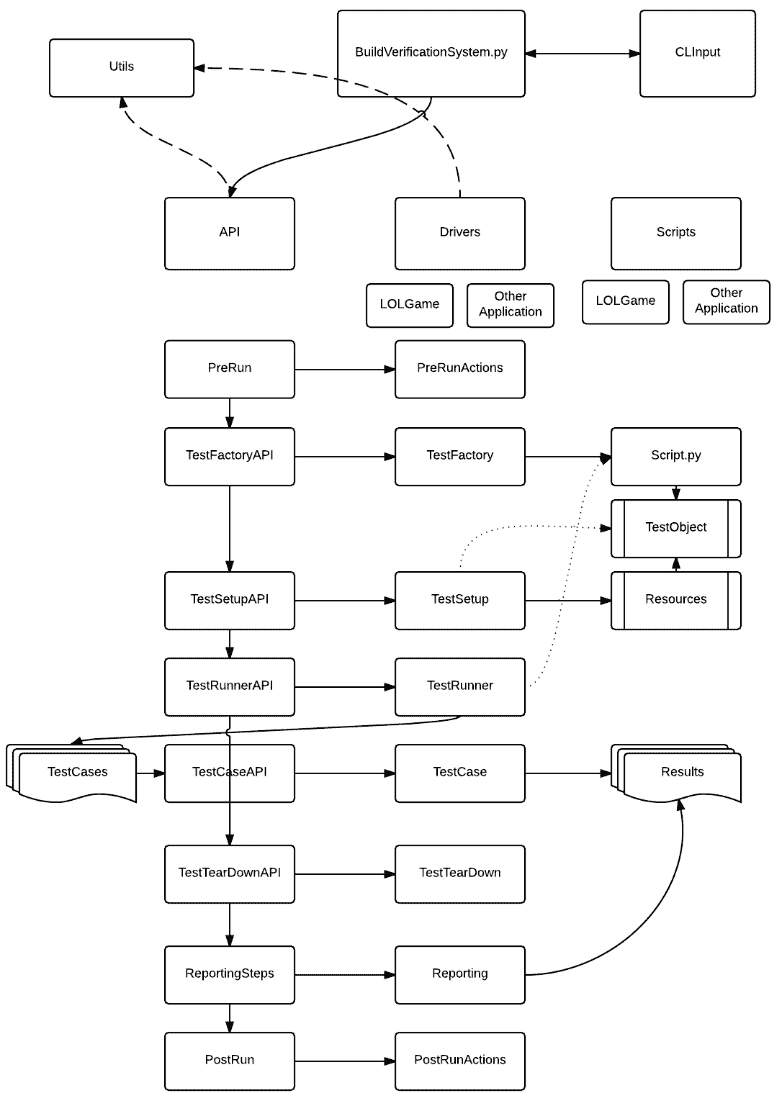 Utils
BuildVerificationSystem.py
CLInput
API
Drivers
Scripts
LOLGame
Other
Application
LOLGame
Other
Application
PreRun
PreRunActions
TestFactoryAPI
TestFactory
Script.py
TestObject
TestSetupAPI
TestSetup
Resources
TestRunnerAPI
TestRunner
TestCases
TestCaseAPI
TestCase
Results
TestTearDownAPI
TestTearDown
ReportingSteps
Reporting
PostRun
PostRunActions